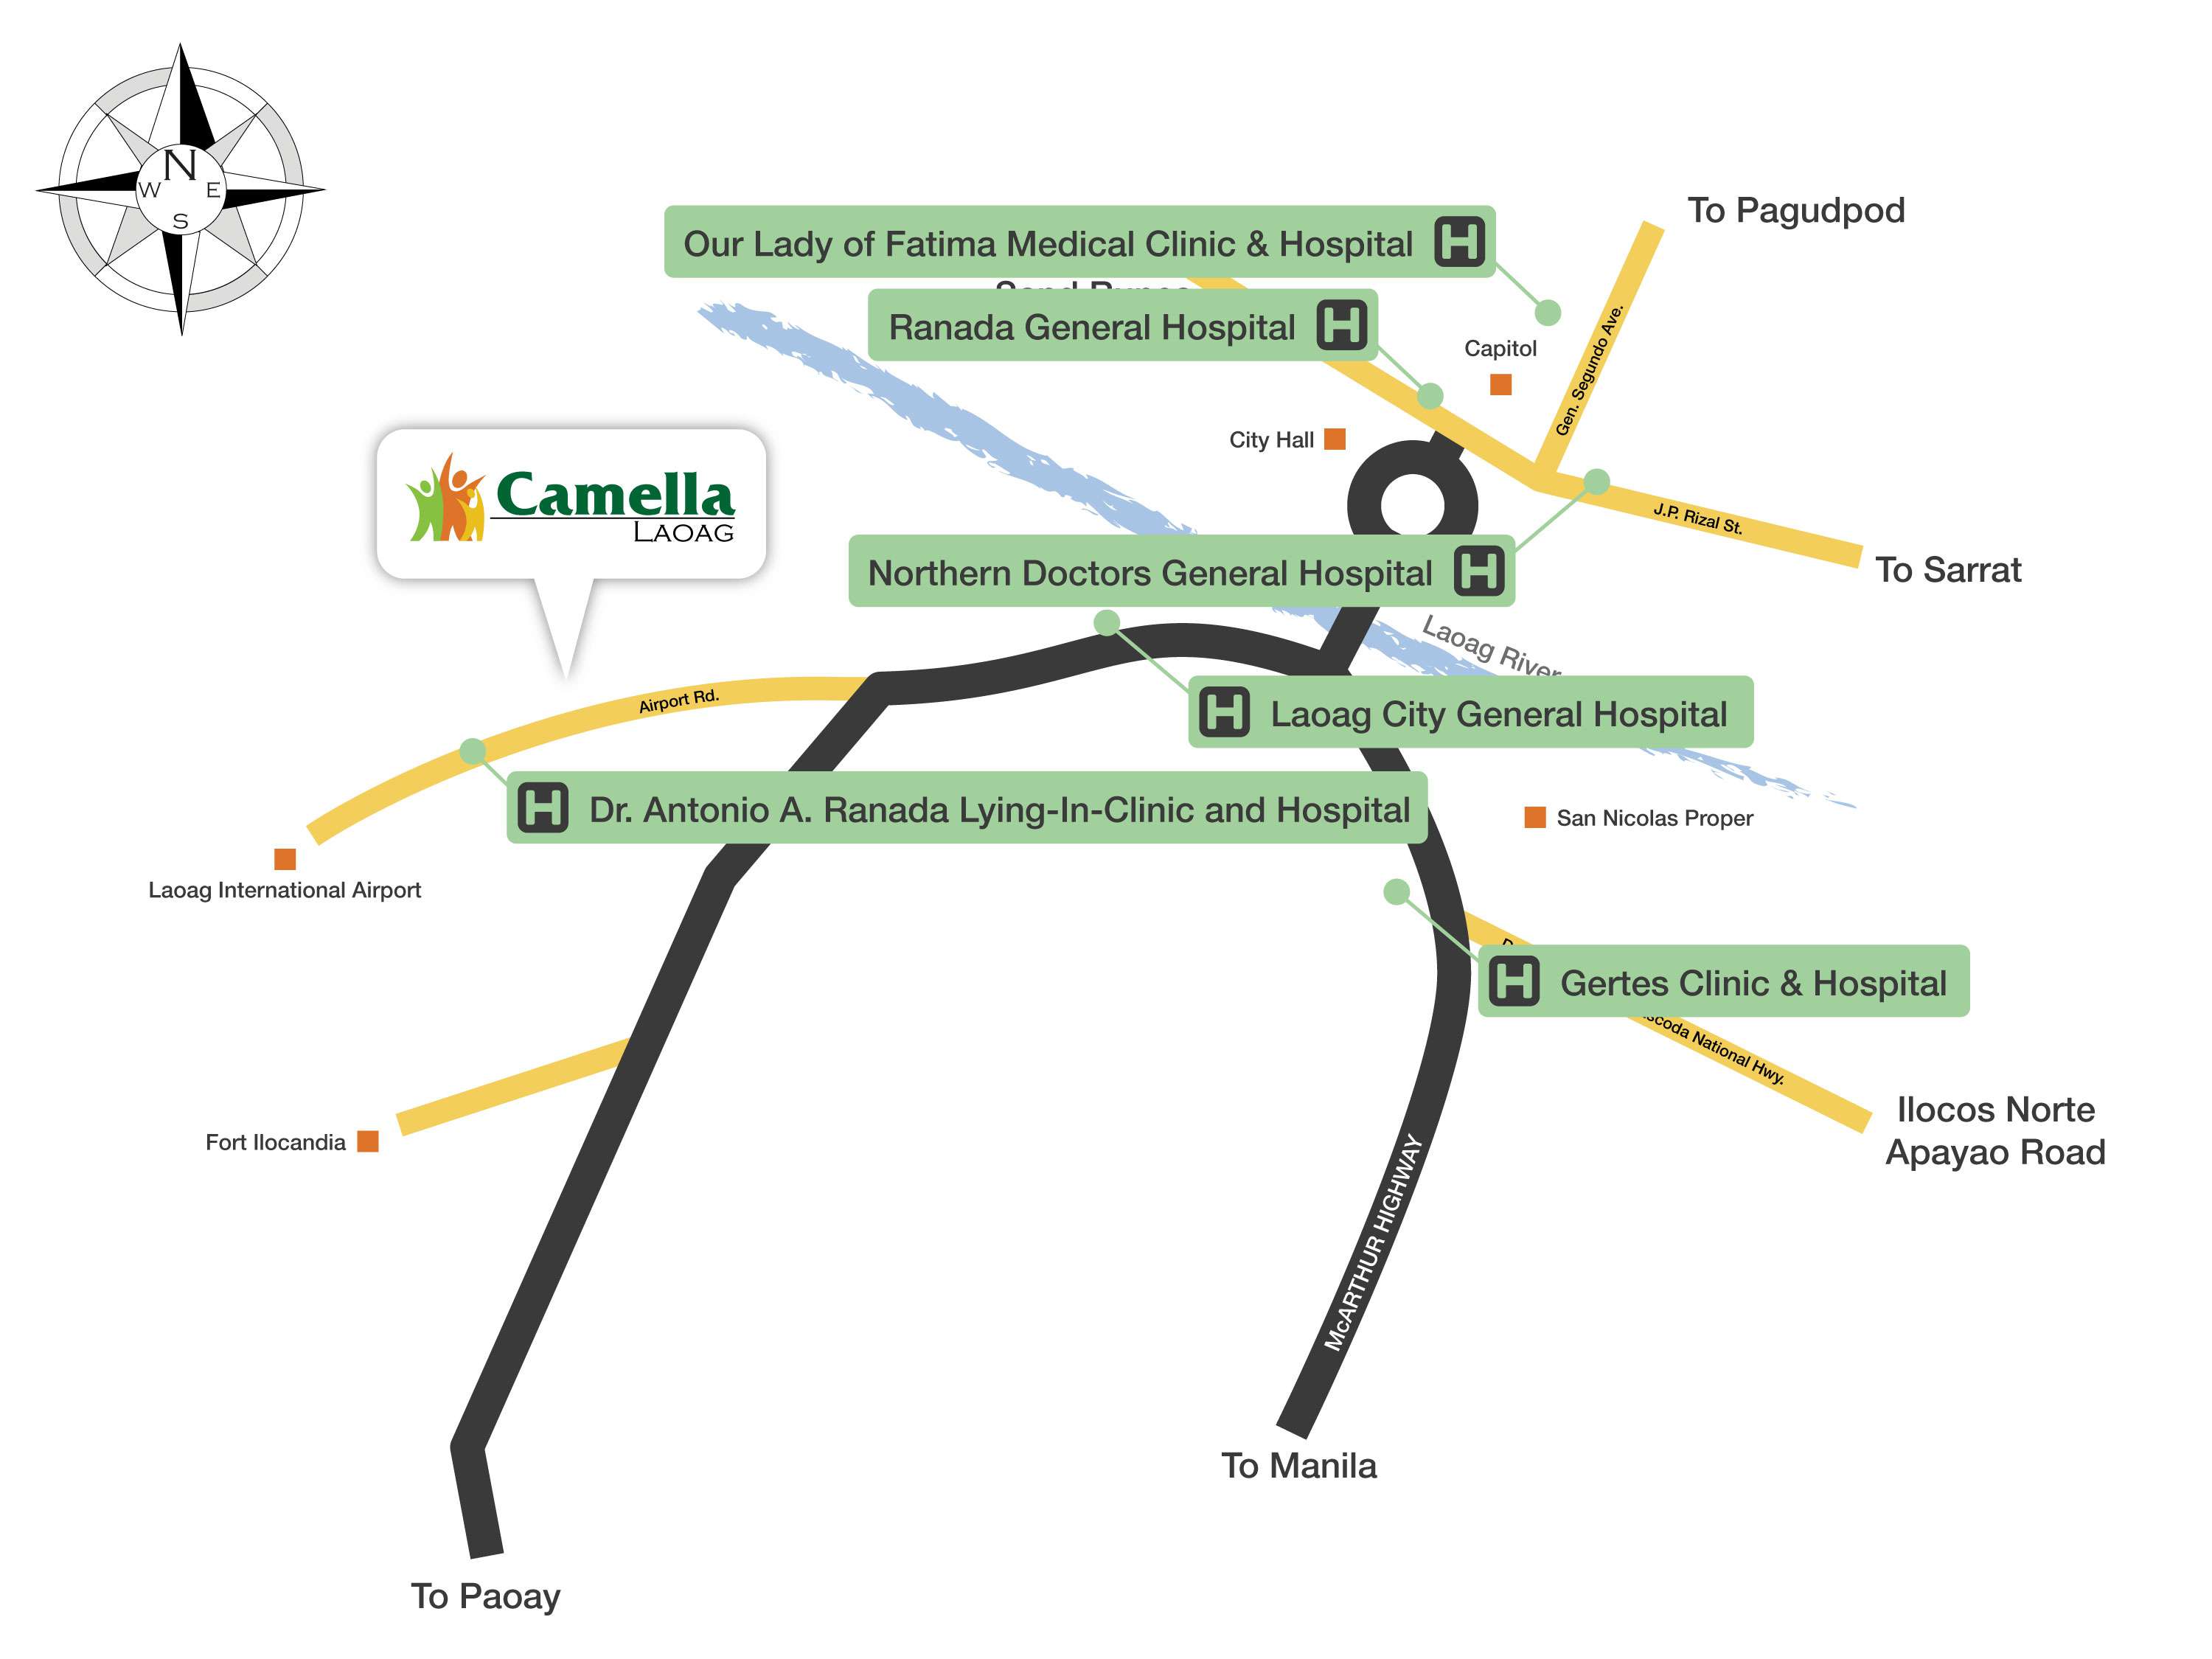 N
W E
S
To Pagudpod
Our Lady of Fatima Medical Clinic & Hospital
Ranada General Hospital
Gen. Segundo Ave.
Capitol
City Hall
Camella
LAOAG
J.P. Rizal St.
To Sarrat
Northern Doctors General Hospital
Laoag River
Airport Rd.
Laoag City General Hospital
Dr. Antonio A. Ranada Lying-In-Clinic and Hospital
San Nicolas Proper
Laoag International Airport
Gertes Clinic & Hospital
National Hwy.
Ilocos Norte
Apayao Road
Fort Ilocandia
McARTHUR HIGHWAY
To Manila
To Paoay